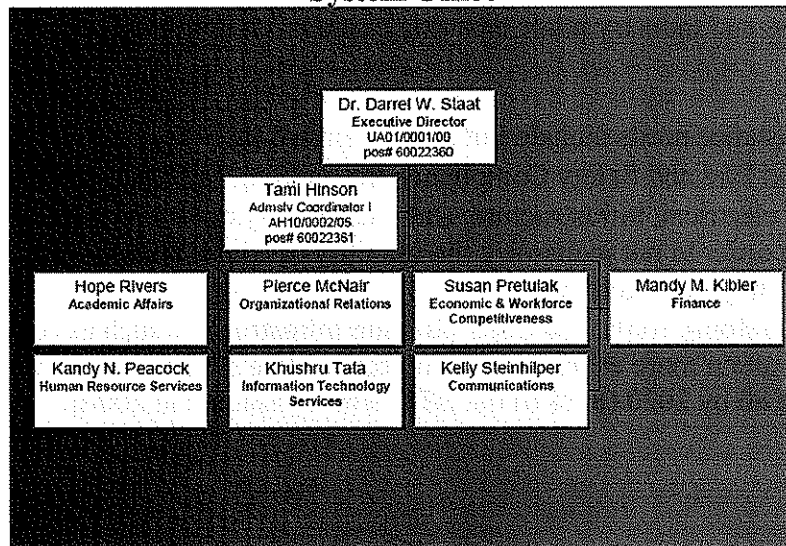 Dr. Darrel W. Staat
Executive Director
UA01/0001/00
pos# 60022360
Tami Hinson
Admstv Coordinator I
AH10/0002/05
pos# 60022361
Hope Rivers
Academic Affairs
Pierce McNair
Organizational Relations
Susan Pretulak
Economic & Workforce
Competitiveness
Mandy M. Kibler
Finance
Kandy N. Peacock
Human Resource Services
Khushru Tata
Information Technology
Services
Kelly Steinhilper
Communications